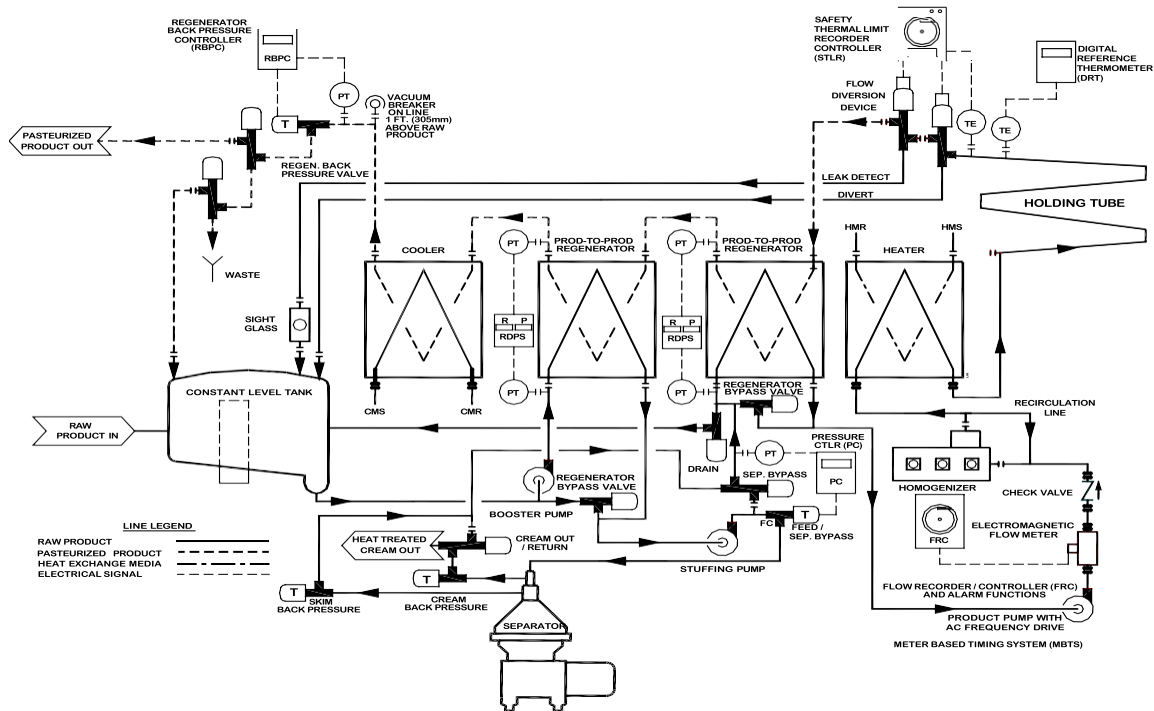 REGENERATOR
BACK PRESSURE
CONTROLLER
(RBPC)
RBPC
PT
T
VACUUM
BREAKER
ON LINE
1 FT. (305mm)
ABOVE RAW
PRODUCT
SAFETY
THERMAL LIMIT
RECORDER
CONTROLLER
(STLR)
DIGITAL
REFERENCE
THERMOMETER
(DRT)
FLOW
DIVERSION
DEVICE
TE
TE
PASTEURIZED
PRODUCT OUT
REGEN. BACK
PRESSURE VALVE
LEAK DETECT
DIVERT
HOLDING TUBE
WASTE
COOLER
PT
PROD-TO-PROD
REGENERATOR
PT
PROD-TO-PROD
REGENERATOR
HMR
HMS
HEATER
SIGHT
GLASS
R P
RDPS
R P
RDPS
PT
PT
CONSTANT LEVEL TANK
CMS
CMR
REGENERATOR
BYPASS VALVE
RECIRCULATION
LINE
RAW
PRODUCT IN
PRESSURE
CTLR (PC)
PT
PC
DRAIN
SEP. BYPASS
REGENERATOR
BYPASS VALVE
BOOSTER PUMP
HOMOGENIZER
CHECK VALVE
T
FC
FEED /
SEP. BYPASS
FRC
ELECTROMAGNETIC
FLOW METER
LINE LEGEND
RAW PRODUCT
PASTEURIZED PRODUCT
HEAT EXCHANGE MEDIA
ELECTRICAL SIGNAL
HEAT TREATED
CREAM OUT
CREAM OUT
/ RETURN
STUFFING PUMP
T
SKIM
BACK PRESSURE
T
CREAM
BACK PRESSURE
FLOW RECORDER / CONTROLLER (FRC)
AND ALARM FUNCTIONS
PRODUCT PUMP WITH
AC FREQUENCY DRIVE
SEPARATOR
METER BASED TIMING SYSTEM (MBTS)